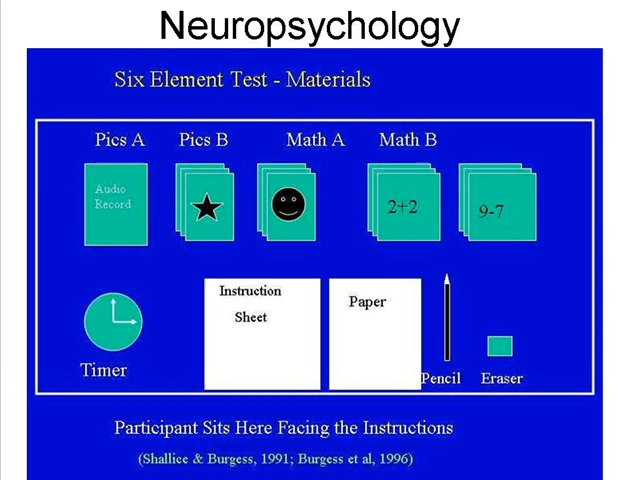 Neuropsychology
Six Element Test - Materials
Pics A Pics B Math A Math B
Audio
Record
2+2
9-7
Instruction
Sheet
Paper
Timer
Pencil
Eraser
Participant Sits Here Facing the Instructions
(Shallice & Burgess, 1991; Burgess et al, 1996)